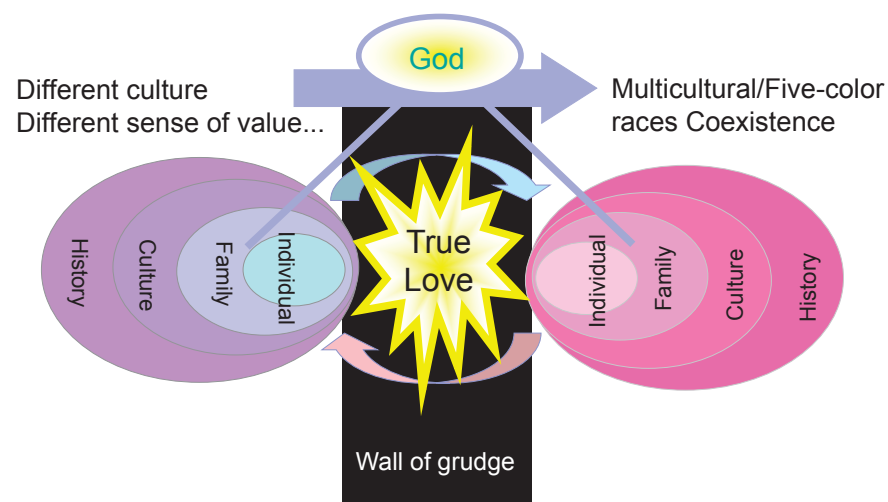 God
Different culture
Different sense of value...
Multicultural/Five-color
races Coexistence
History
Culture
Family
Individual
True
Love
Individual
Family
Culture
History
Wall of grudge